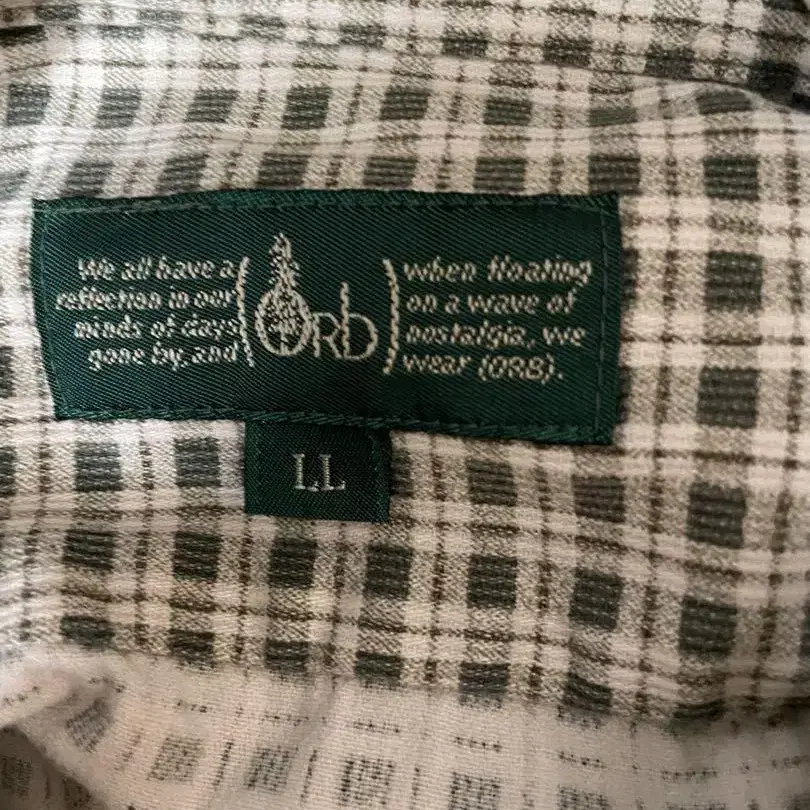 We all have a
reflection in our
minds of days
gone by, and
(Orb)
when floating
on a wave of
nostalgia, we
wear (ORB).
LL